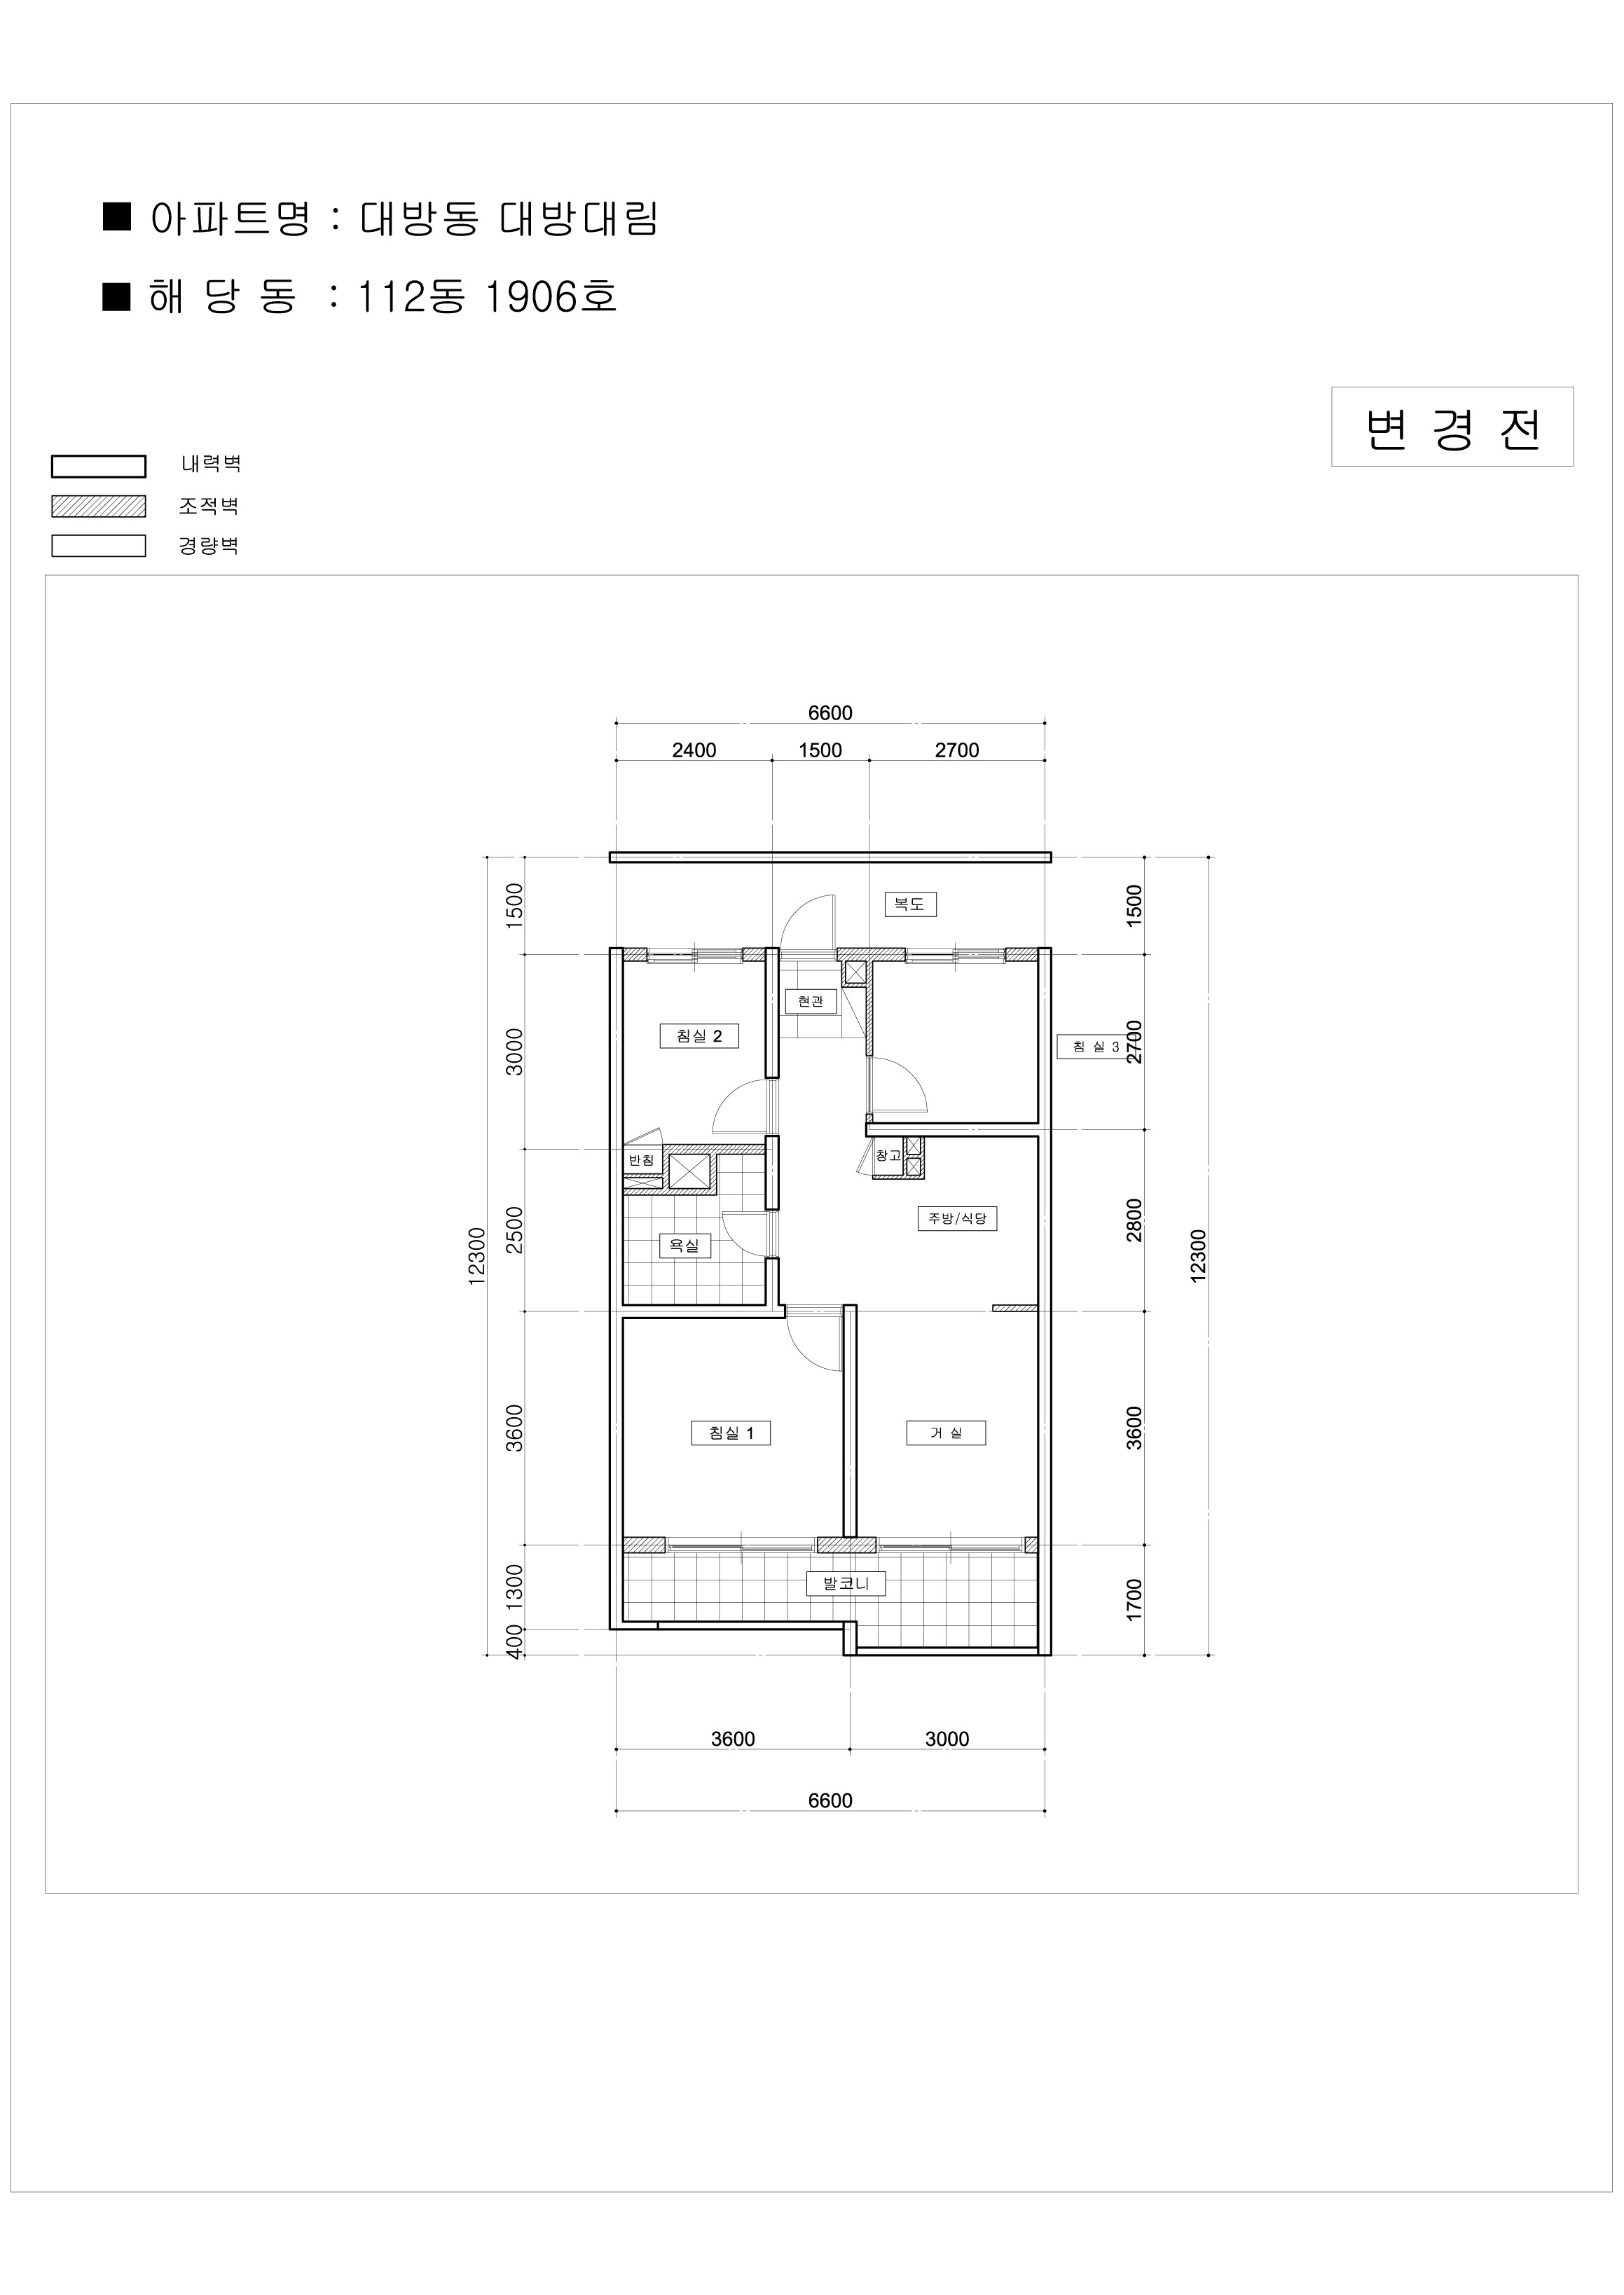 ■ 아파트명 : 대방동 대방대림
■ 해 당 동 : 112동 1906호
변 경 전
내력벽
조적벽
경량벽
6600
2400 1500 2700
1500 복도 1500
현관
3000 침실 2 침 실 3 2700
반침 창고
2500 주방/식당 2800
12300 욕실 12300
3600 침실 1 거 실 3600
1300 발코니 1700
400
3600 3000
6600